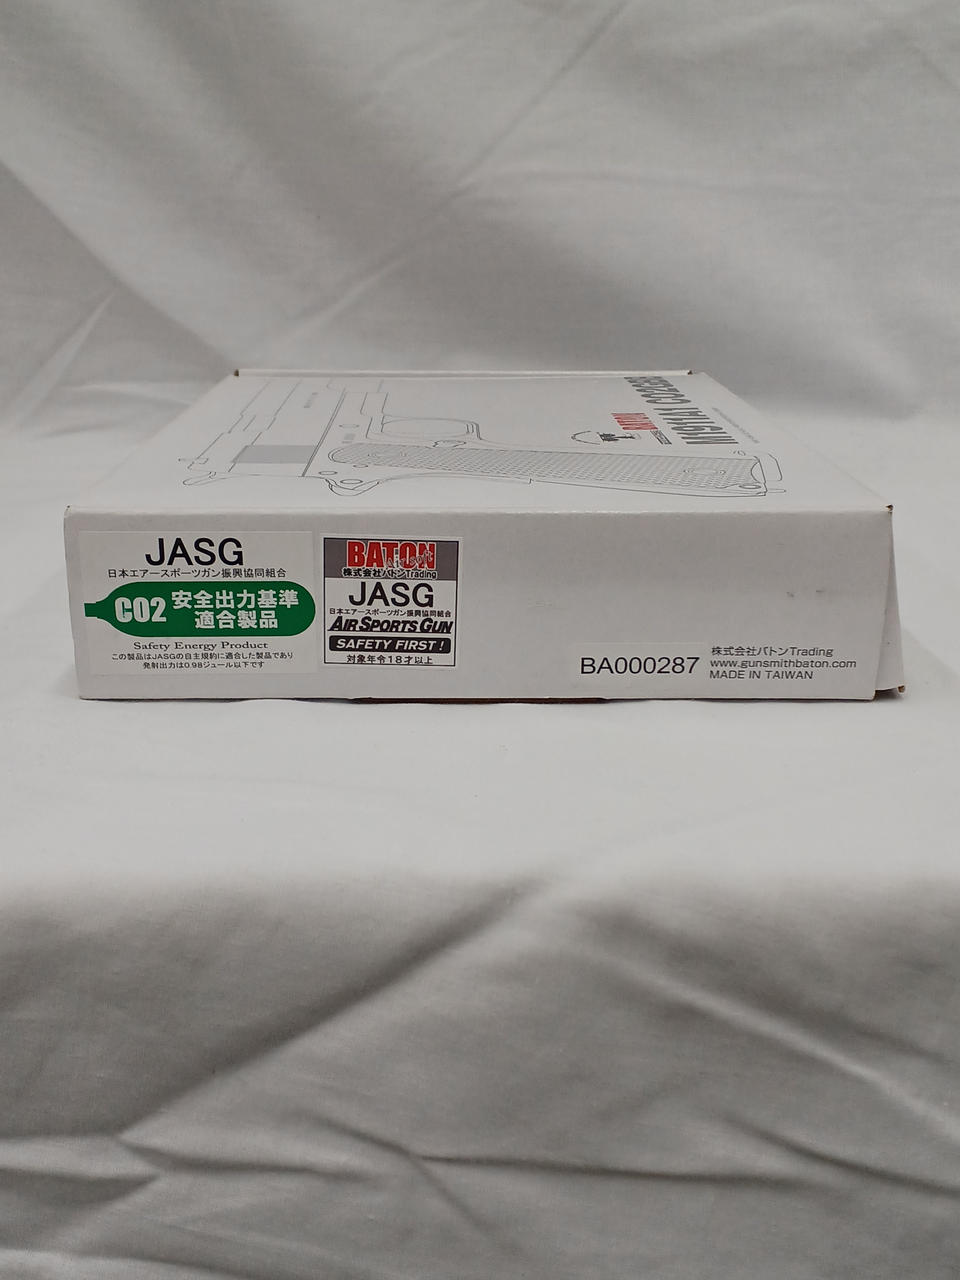 M1911A1 CO2GBB
BATON
JASG
日本エアースポーツガン振興協同組合
CO2 安全出力基準
適合製品
Safety Energy Product
この製品はJASGの自主規約に適合した製品であり
発射出力は0.98ジュール以下です
BATON
Air soft
株式会社バトンTrading
JASG
日本エアースポーツガン振興協同組合
AIR SPORTS GUN
SAFETY FIRST !
対象年令18才以上
BA000287
株式会社バトンTrading
www.gunsmithbaton.com
MADE IN TAIWAN